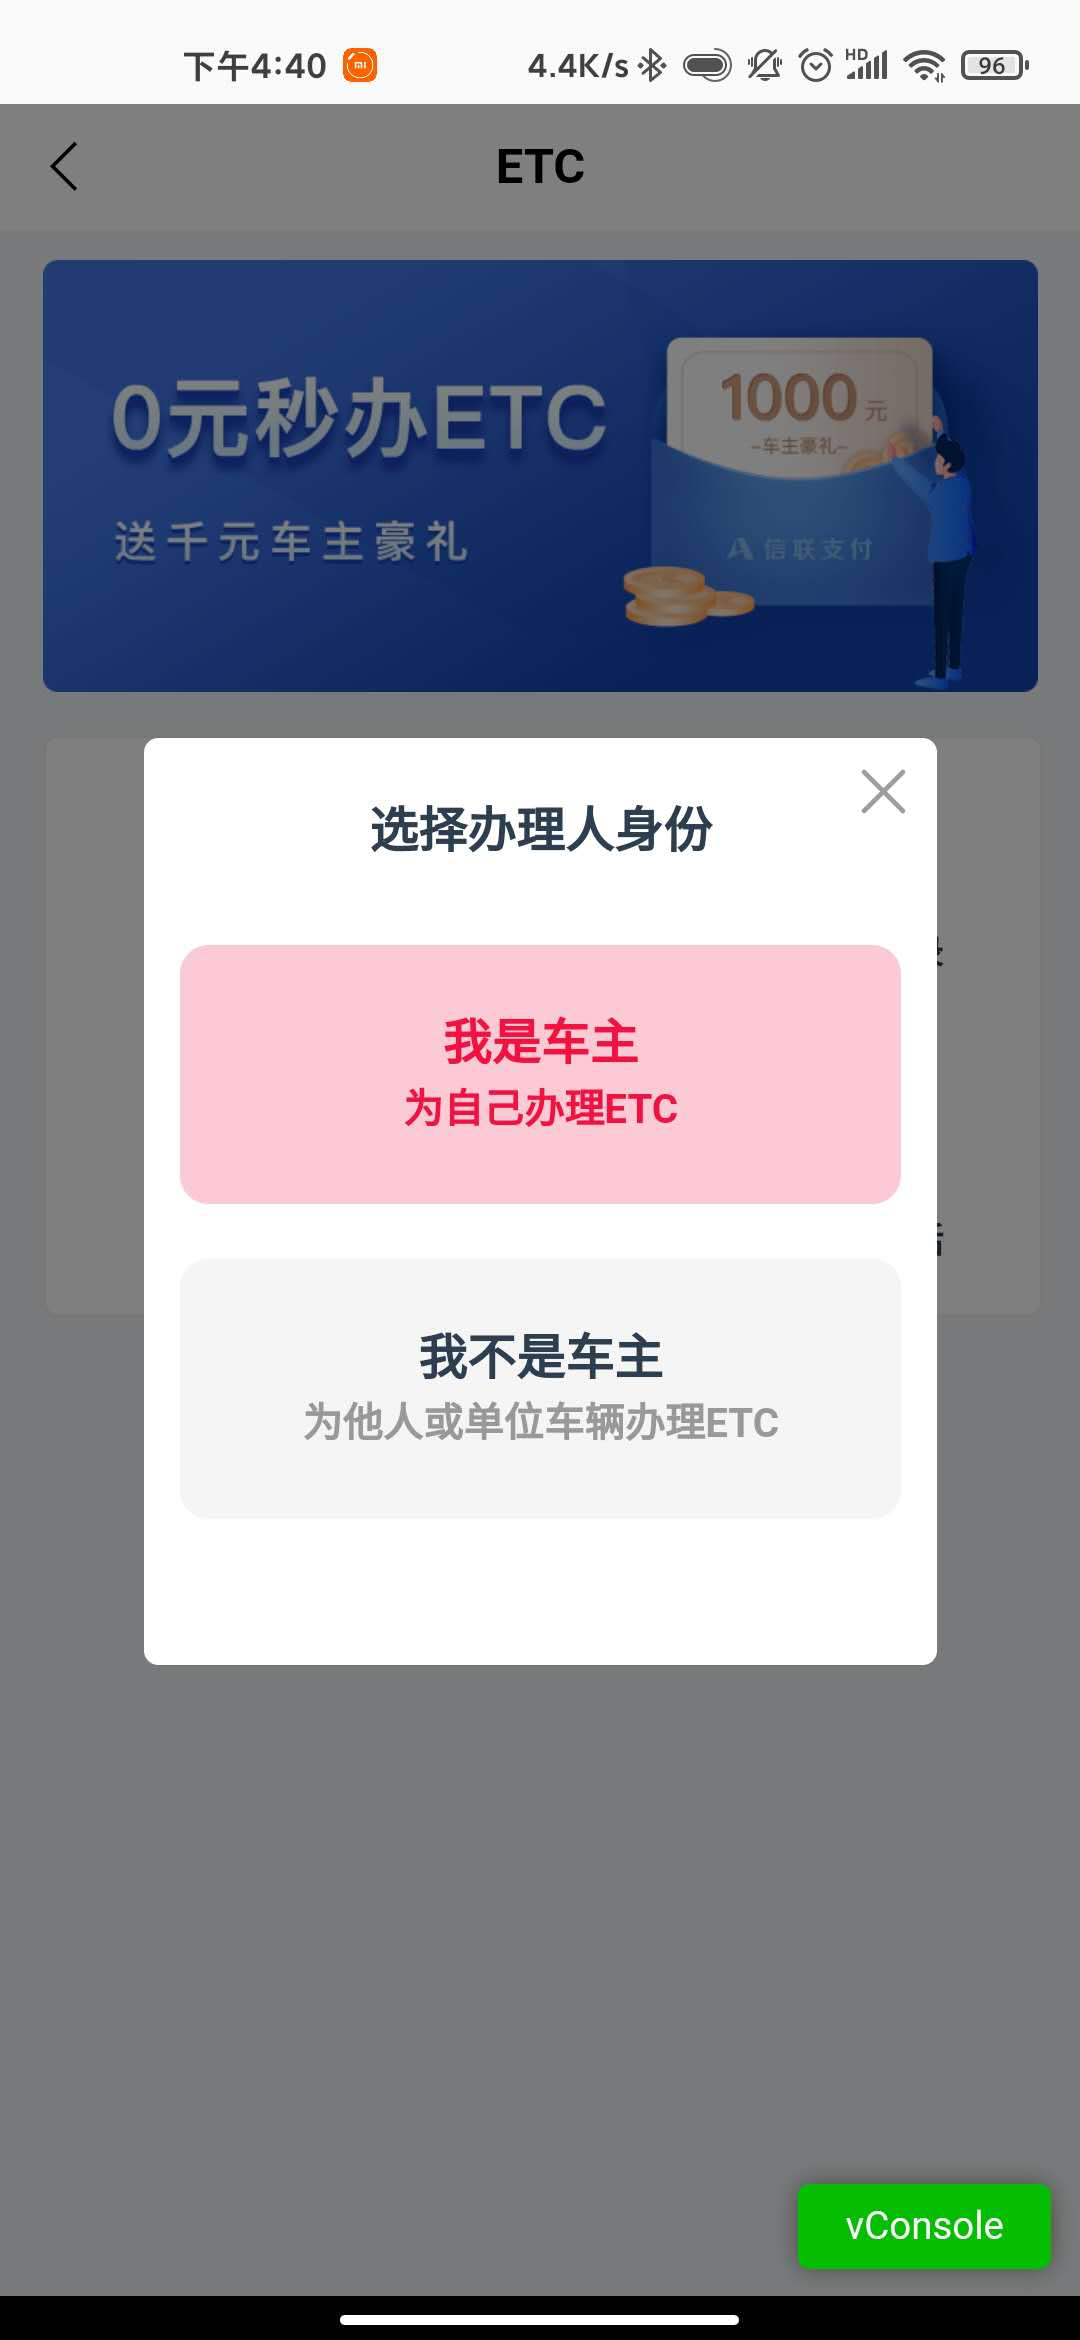 下午4:40
4.4K/s
HD
96
ETC
0元秒办ETC
送千元车主豪礼
1000元
-车主豪礼-
信联支付
选择办理人身份
我是车主
为自己办理ETC
我不是车主
为他人或单位车辆办理ETC
vConsole